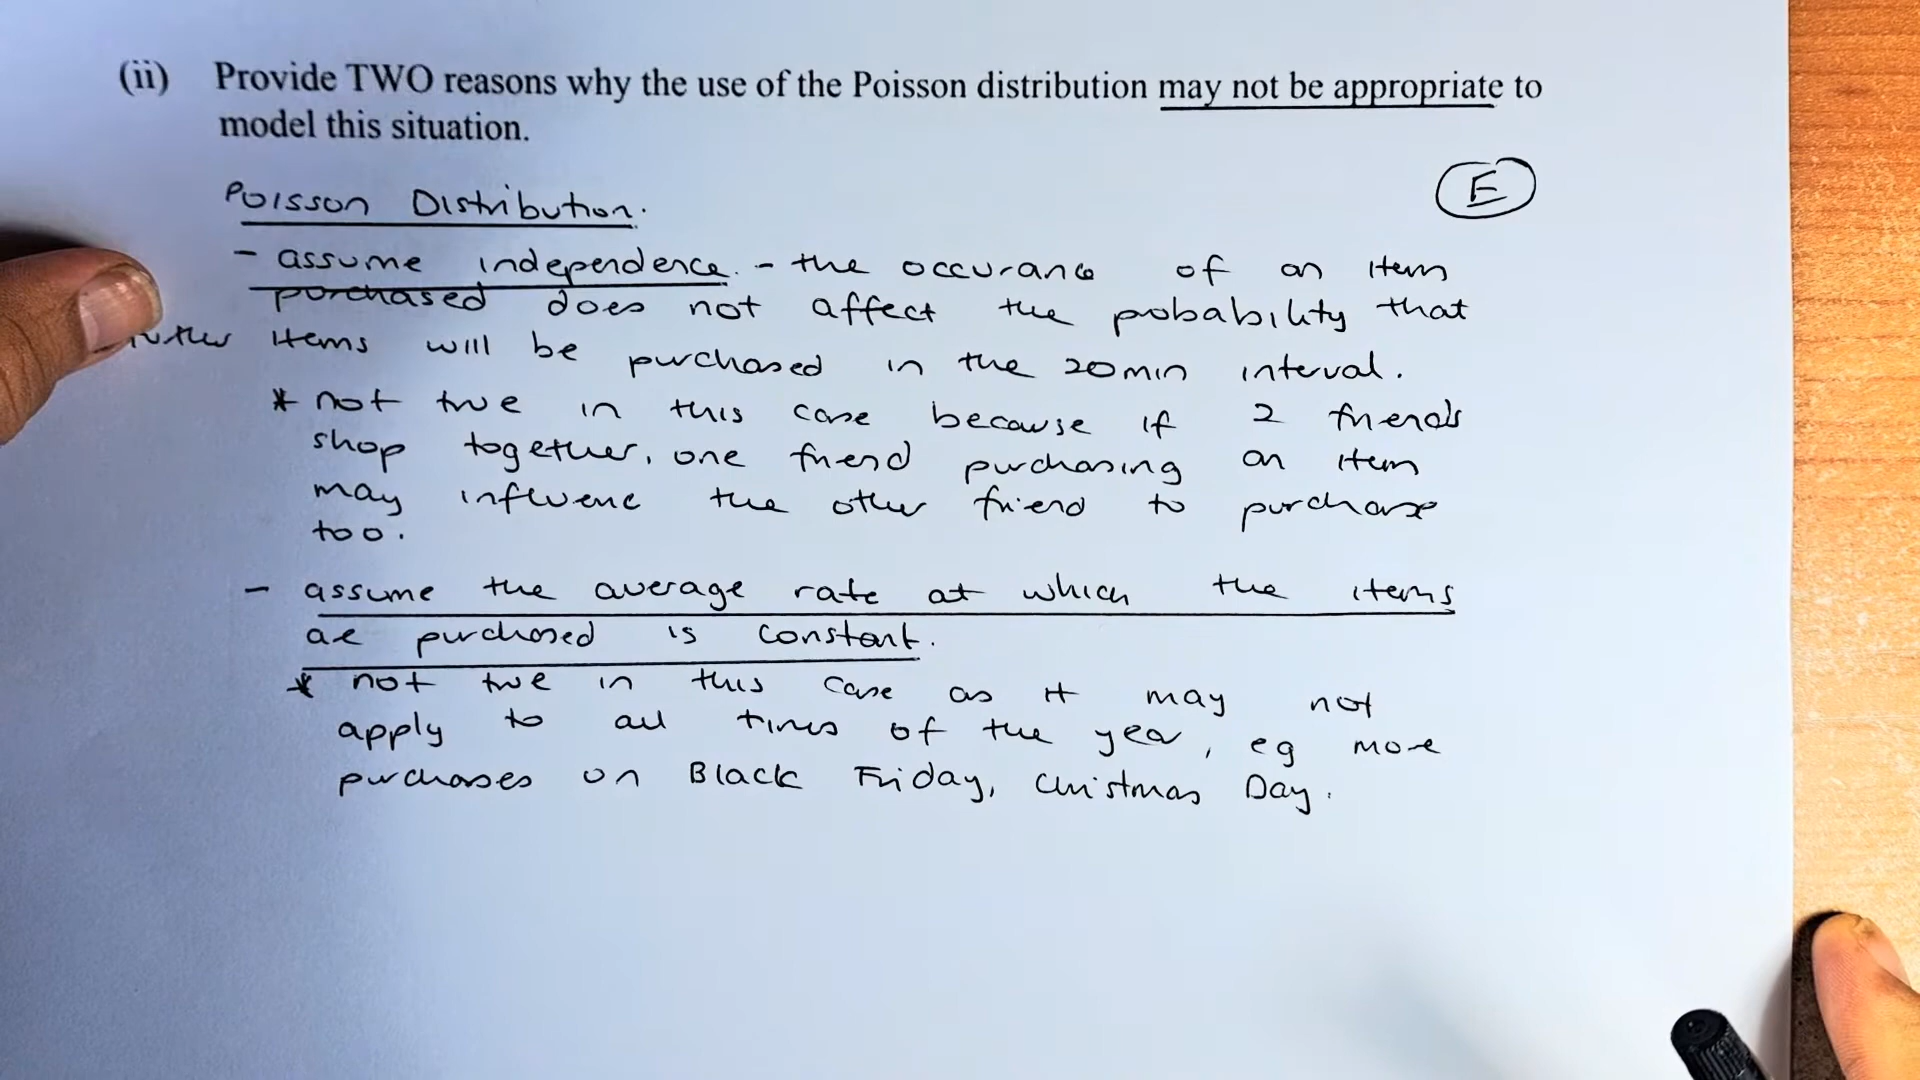 (ii) Provide TWO reasons why the use of the Poisson distribution may not be appropriate to
model this situation.
E
Poisson Distribution.
- assume independence. - the occurance of an item
purchased does not affect the probability that
items will be purchased in the 20min interval.
* not true in this case because if 2 friends
shop together, one friend purchasing an item
may influence the other friend to purchase
too.
- assume the average rate at which the items
are purchased is constant.
* not true in this case as it may not
apply to all times of the year, eg more
purchases on Black Friday, Christmas Day.